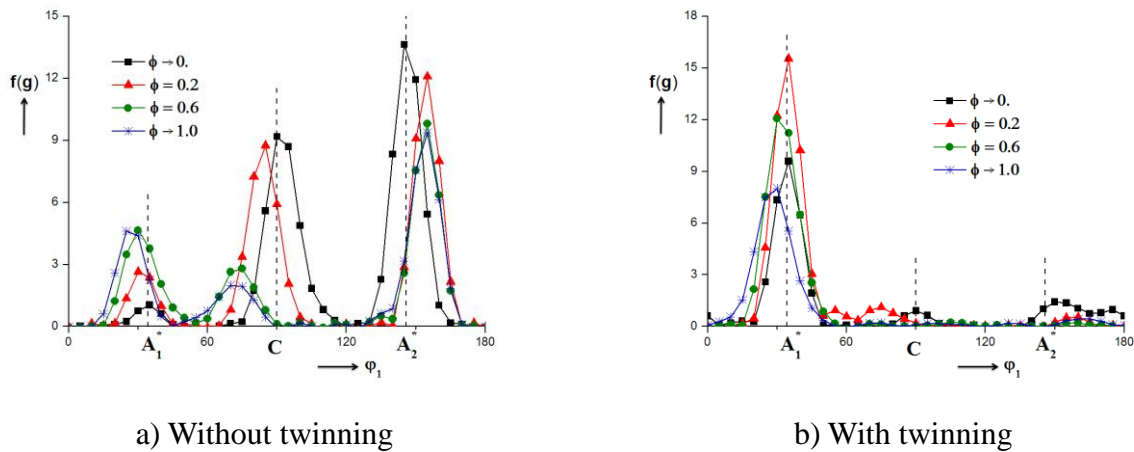 15
12
9
6
3
0
f(g)
ϕ → 0.
ϕ = 0.2
ϕ = 0.6
ϕ → 1.0
0 60 120 180
A₁* C A₂*
φ₁
a) Without twinning
18
15
12
9
6
3
0
f(g)
ϕ → 0.
ϕ = 0.2
ϕ = 0.6
ϕ → 1.0
0 60 120 180
A₁* C A₂*
φ₁
b) With twinning